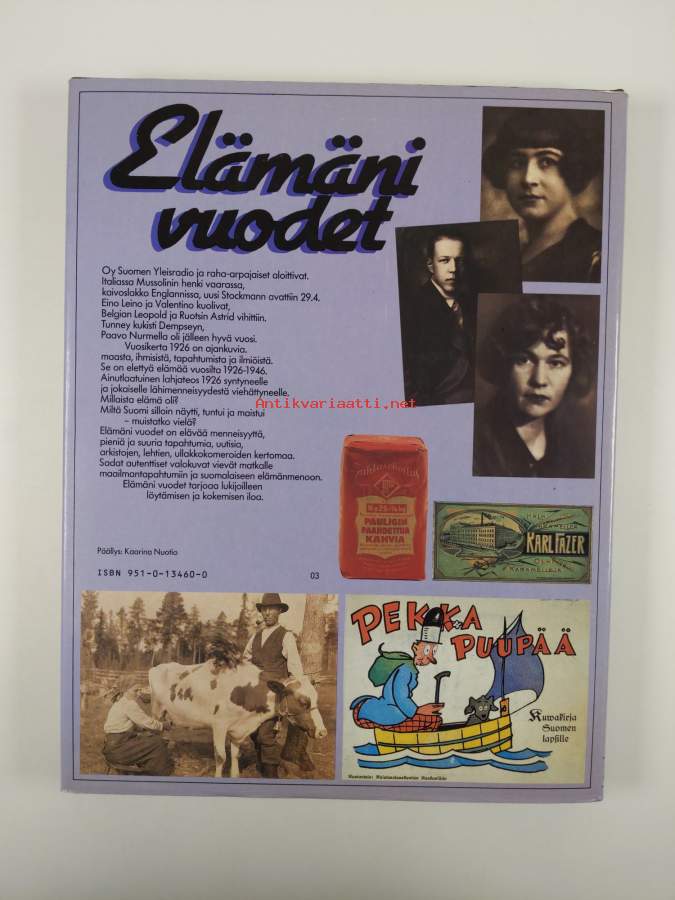 Elämäni
vuodet
Oy Suomen Yleisradio ja raha-arpajaiset aloittivat.
Italiassa Mussolinin henki vaarassa,
kaivoslakko Englannissa, uusi Stockmann avattiin 29.4.
Eino Leino ja Valentino kuolivat,
Belgian Leopold ja Ruotsin Astrid vihittiin.
Tunney kukisti Dempseyn,
Paavo Nurmella oli jälleen hyvä vuosi.
Vuosikerta 1926 on ajankuvia.
maasta, ihmisistä, tapahtumista ja ilmiöistä.
Se on elettyä elämää vuosilta 1926-1946.
Ainutlaatuinen lahjateos 1926 syntyneelle
ja jokaiselle lähimenneisyydestä viehättyneelle.
Millaista elämä oli?
Miltä Suomi silloin näytti, tuntui ja maistui
– muistatko vielä?
Elämäni vuodet on elävää menneisyyttä,
pieniä ja suuria tapahtumia, uutisia,
arkistojen, lehtien, ullakkokomeroiden kertomaa.
Sadat autenttiset valokuvat vievät matkalle
maailmantapahtumiin ja suomalaiseen elämänmenoon.
Elämäni vuodet tarjoaa lukijoilleen
löytämisen ja kokemisen iloa.
Antikvariaatti.net
Päällys: Kaarina Nuotio
ISBN 951-0-13460-0
03
PAULIGIN
PAAHDETTUA
KAHVIA
KARL FAZER
PEKKA
PUUPÄÄ
Kuvakirja
Suomen
lapsille